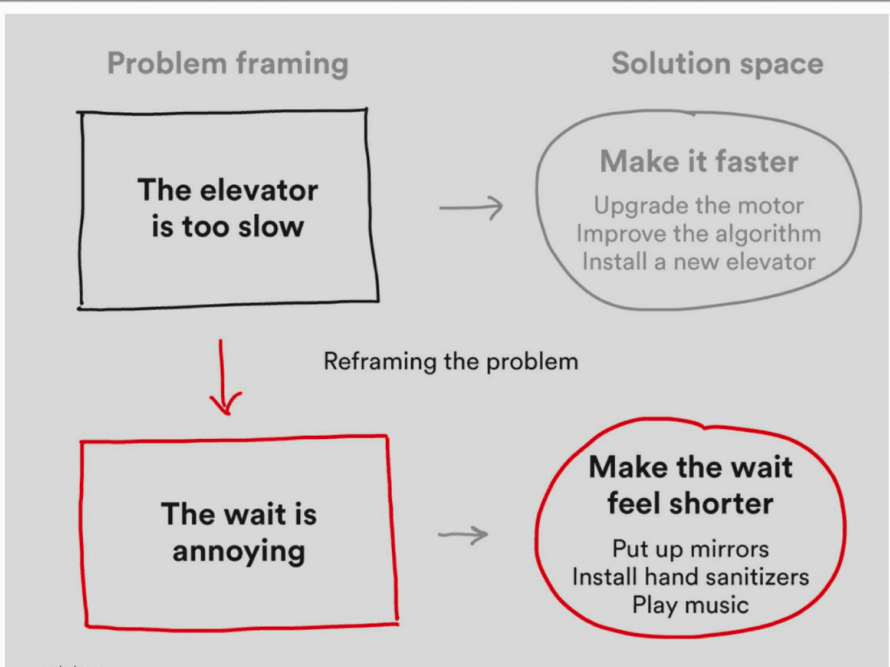 Problem framing
Solution space
The elevator
is too slow
Make it faster
Upgrade the motor
Improve the algorithm
Install a new elevator
Reframing the problem
The wait is
annoying
Make the wait
feel shorter
Put up mirrors
Install hand sanitizers
Play music